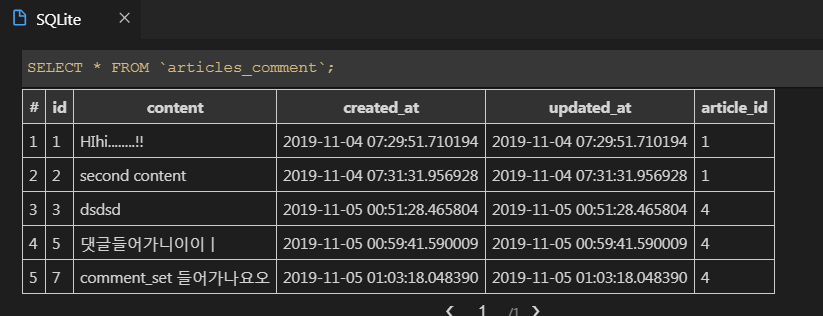 SQLite
SELECT * FROM `articles_comment`;
# id content created_at updated_at article_id
1 1 HIhi........!! 2019-11-04 07:29:51.710194 2019-11-04 07:29:51.710194 1
2 2 second content 2019-11-04 07:31:31.956928 2019-11-04 07:31:31.956928 1
3 3 dsdsd 2019-11-05 00:51:28.465804 2019-11-05 00:51:28.465804 4
4 5 댓글들어가니이이ㅣ 2019-11-05 00:59:41.590009 2019-11-05 00:59:41.590009 4
5 7 comment_set 들어가나요오 2019-11-05 01:03:18.048390 2019-11-05 01:03:18.048390 4
1 /1